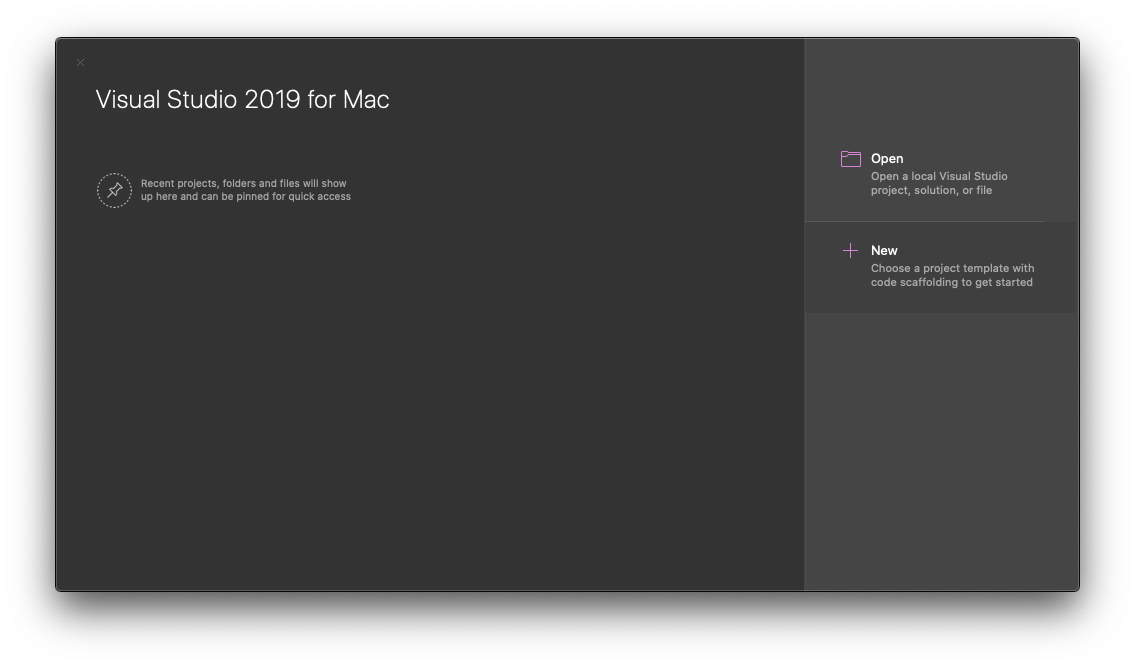 Visual Studio 2019 for Mac
Recent projects, folders and files will show
up here and can be pinned for quick access
Open
Open a local Visual Studio
project, solution, or file
New
Choose a project template with
code scaffolding to get started